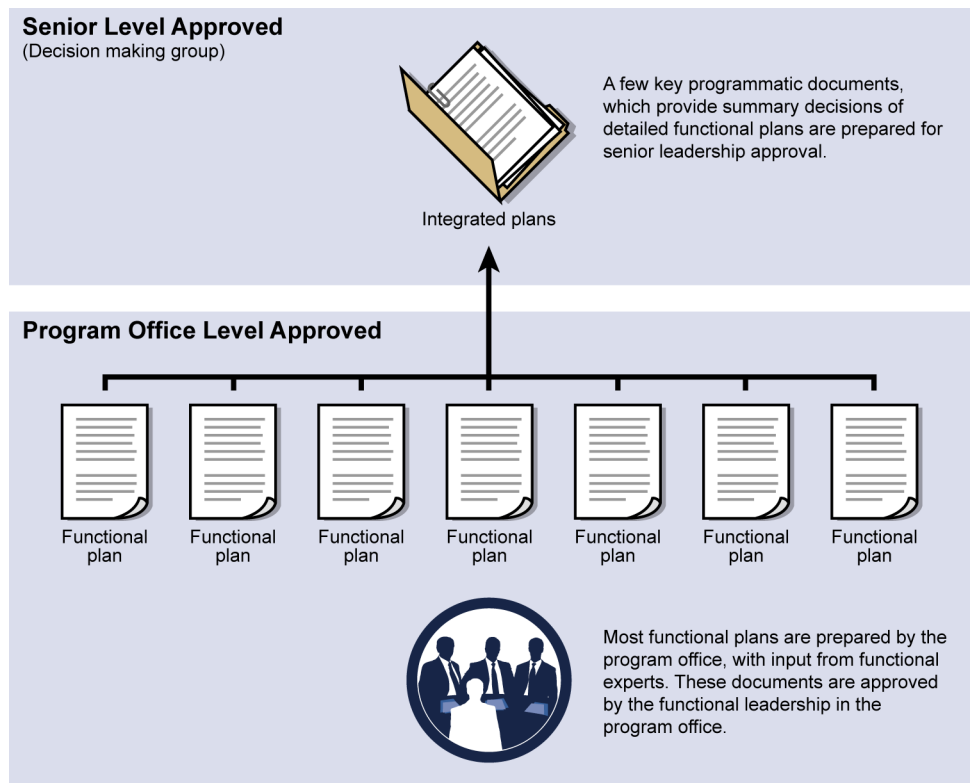 Senior Level Approved
(Decision making group)
A few key programmatic documents,
which provide summary decisions of
detailed functional plans are prepared for
senior leadership approval.
Integrated plans
Program Office Level Approved
Functional
plan
Functional
plan
Functional
plan
Functional
plan
Functional
plan
Functional
plan
Functional
plan
Most functional plans are prepared by the
program office, with input from functional
experts. These documents are approved
by the functional leadership in the
program office.